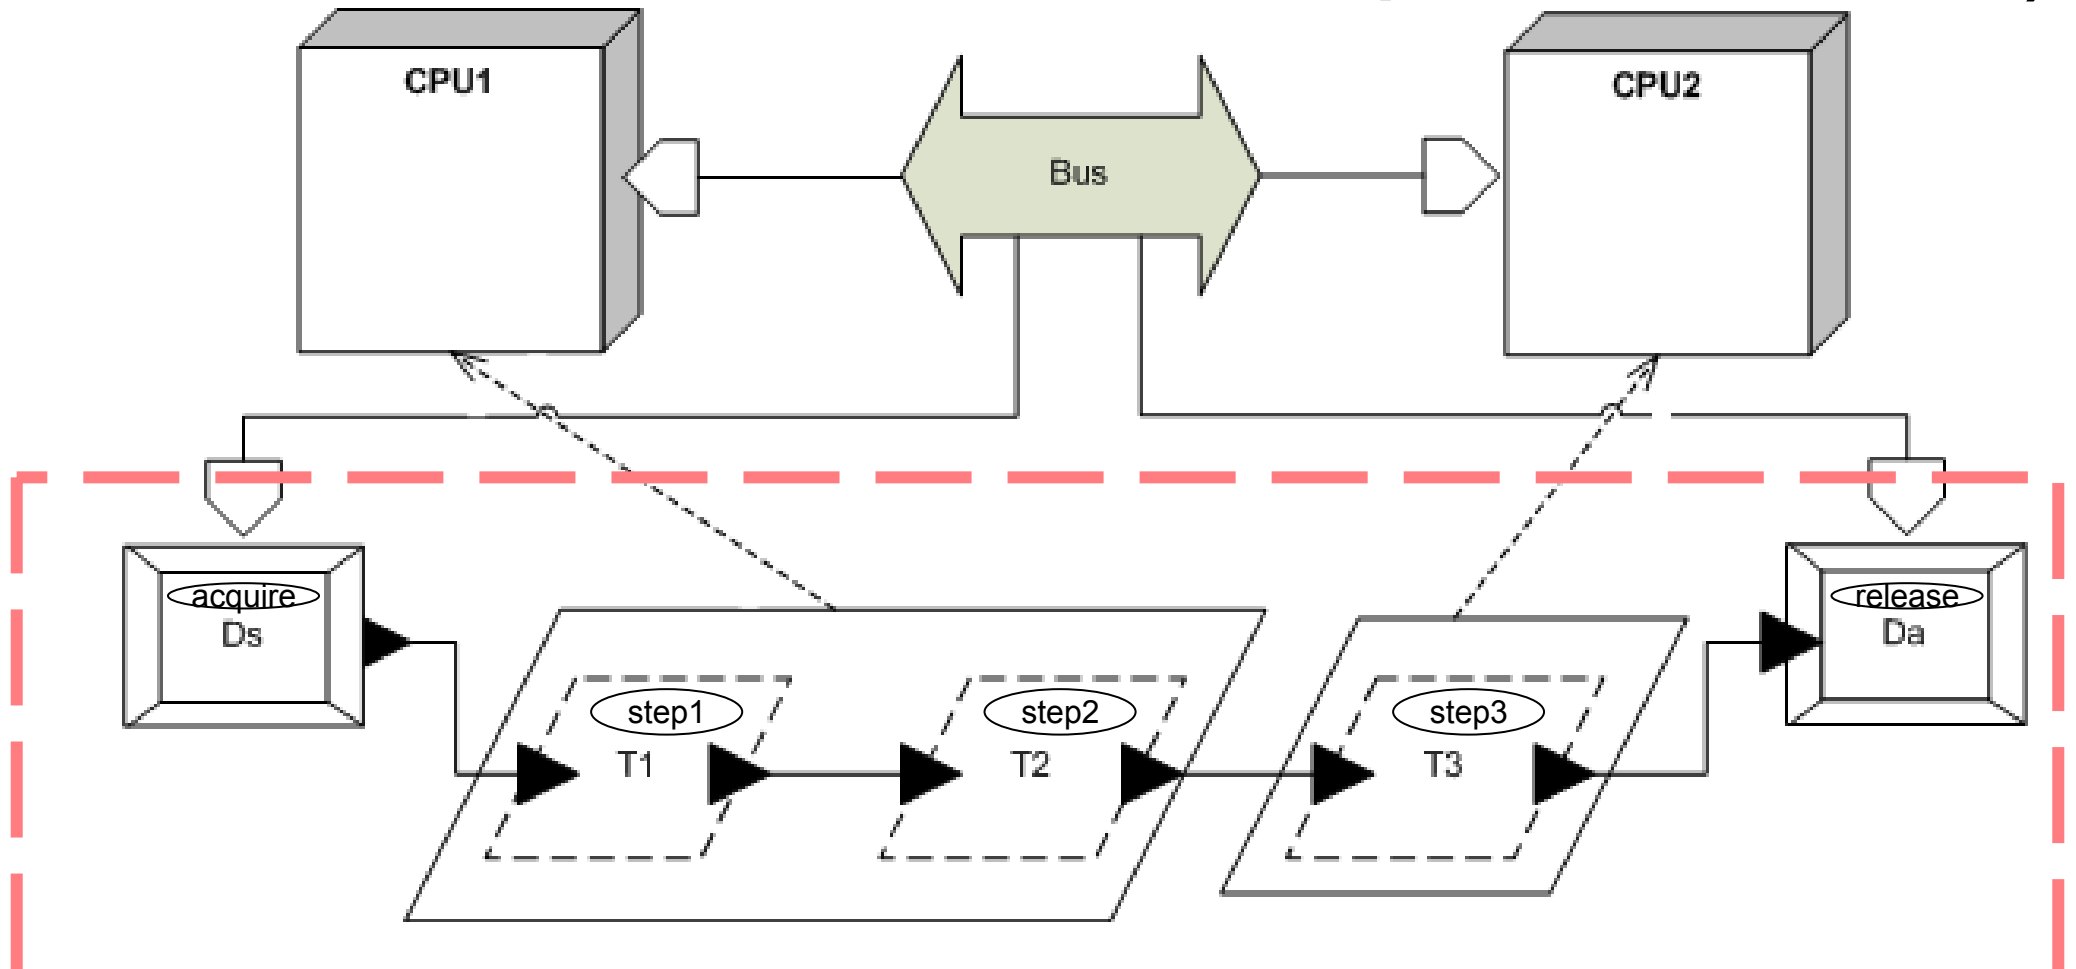 CPU1
CPU2
Bus
acquire
Ds
release
Da
step1
T1
step2
T2
step3
T3